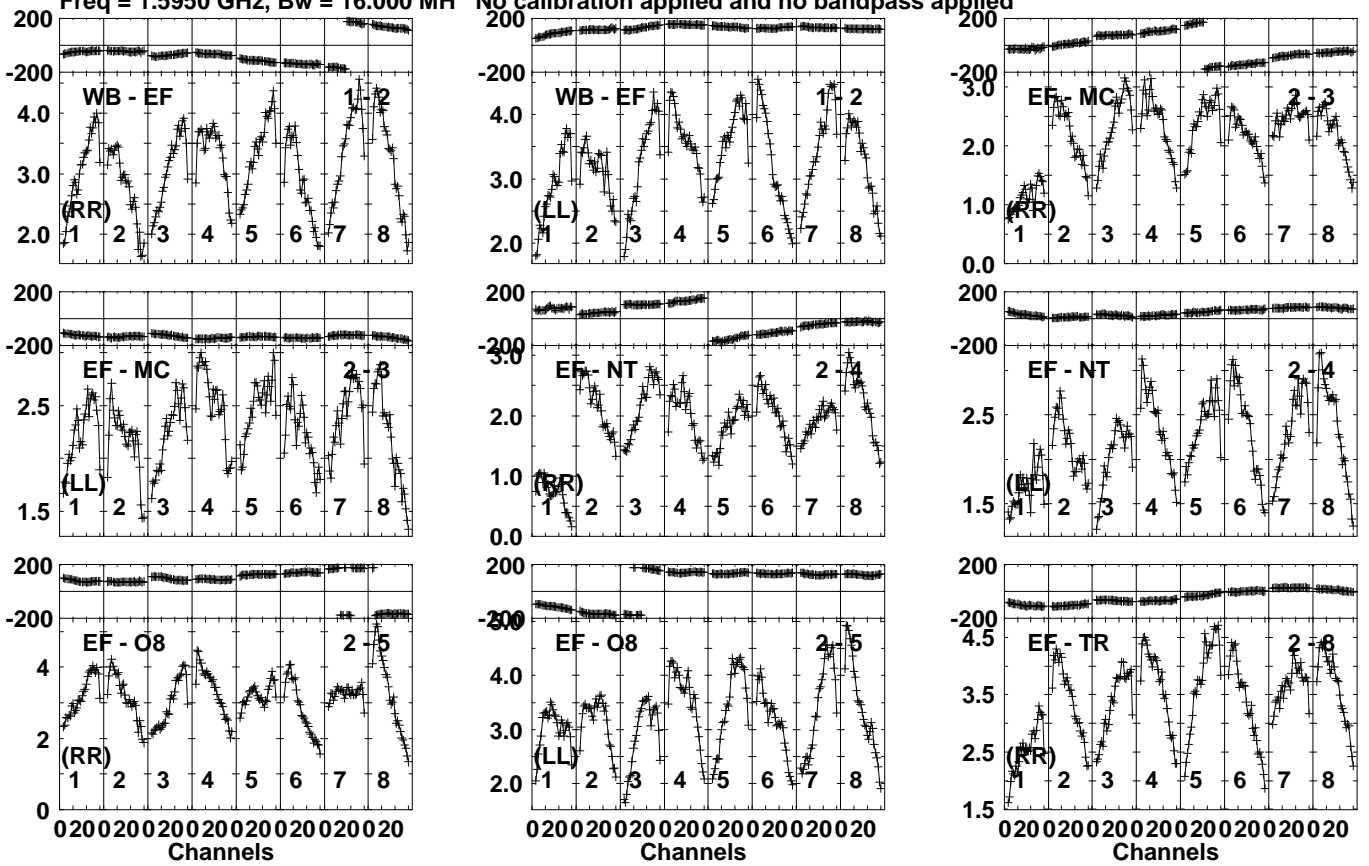 Freq = 1.5950 GHz, Bw = 16.000 MH No calibration applied and no bandpass applied
200
-200
WB - EF 1 - 2
4.0
3.0
2.0
(RR)
1 2 3 4 5 6 7 8
200
-200
WB - EF 1 - 2
4.0
3.0
2.0
(LL)
1 2 3 4 5 6 7 8
200
-200
3.0
EF - MC 2 - 3
2.0
1.0
0.0
(RR)
1 2 3 4 5 6 7 8
200
-200
EF - MC 2 - 3
2.5
1.5
(LL)
1 2 3 4 5 6 7 8
200
-200
3.0
EF - NT 2 - 4
2.0
1.0
0.0
(RR)
1 2 3 4 5 6 7 8
200
-200
EF - NT 2 - 4
2.5
1.5
(LL)
1 2 3 4 5 6 7 8
200
-200
EF - O8 2 - 5
4
2
0
(RR)
1 2 3 4 5 6 7 8
0 20 0 20 0 20 0 20 0 20 0 20 0 20 0 20
Channels
200
-200
5.0
EF - O8 2 - 5
4.0
3.0
2.0
(LL)
1 2 3 4 5 6 7 8
0 20 0 20 0 20 0 20 0 20 0 20 0 20 0 20
Channels
200
-200
4.5
EF - TR 2 - 8
3.5
2.5
1.5
(RR)
1 2 3 4 5 6 7 8
0 20 0 20 0 20 0 20 0 20 0 20 0 20 0 20
Channels